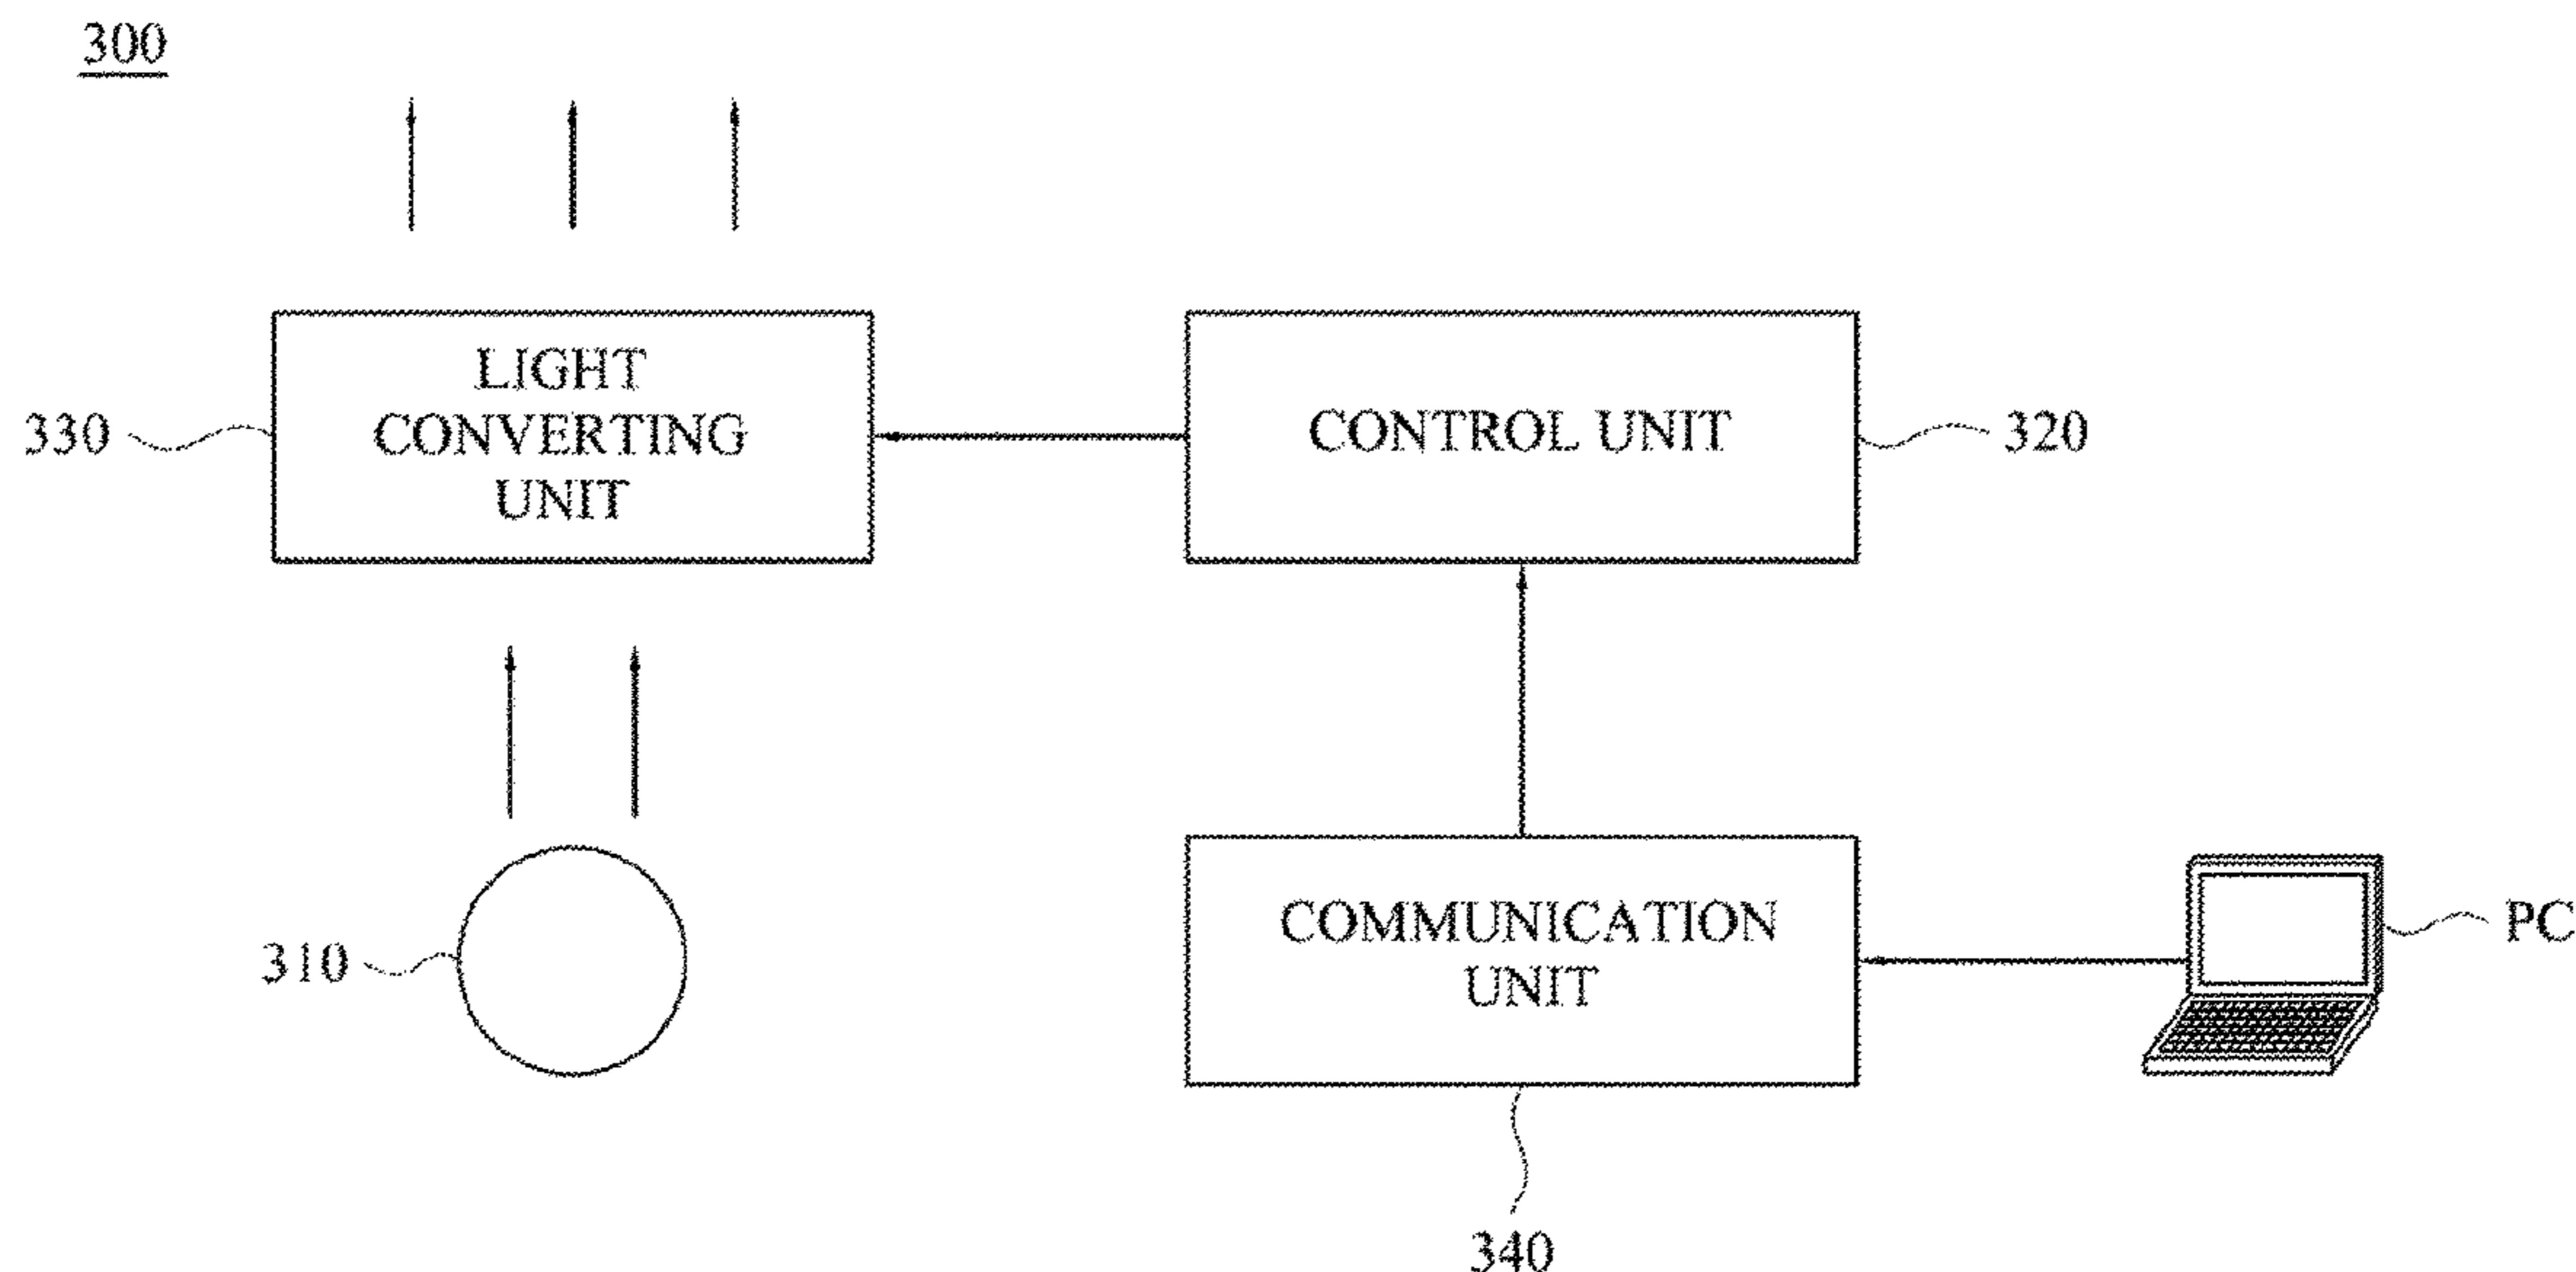 300
LIGHT
CONVERTING
UNIT
330
CONTROL UNIT
320
310
COMMUNICATION
UNIT
PC
340